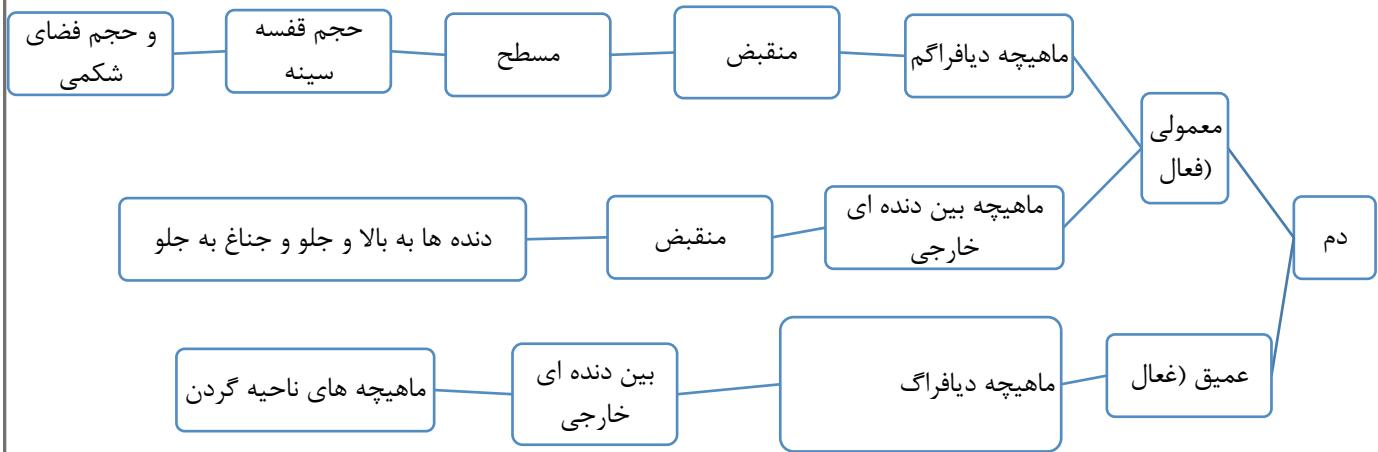 دم
معمولی
(فعال
ماهیچه دیافراگم
منقبض
مسطح
حجم قفسه
سینه
و حجم فضای
شکمی
ماهیچه بین دنده ای
خارجی
منقبض
دنده ها به بالا و جلو و جناغ به جلو
عمیق (غعال
ماهیچه دیافراگ
بین دنده ای
خارجی
ماهیچه های ناحیه گردن